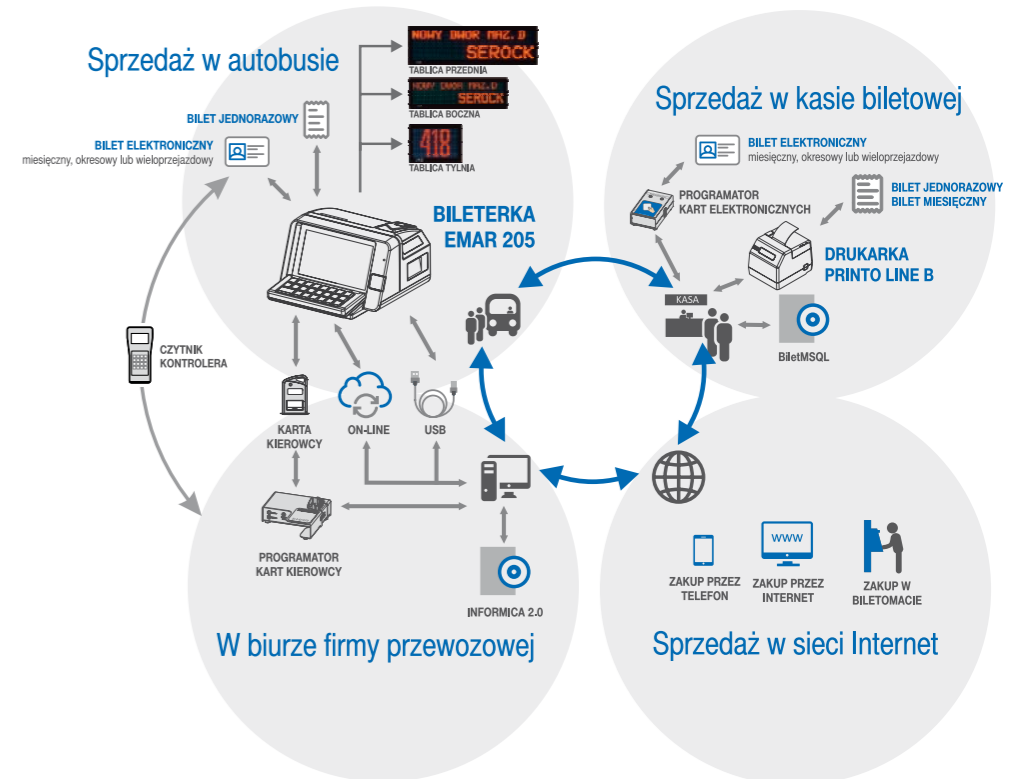 Sprzedaż w autobusie
NOWY DWOR MAZ.D
SEROCK
TABLICA PRZEDNIA
NOWY DWOR MAZ.D
SEROCK
TABLICA BOCZNA
418
TABLICA TYLNIA
BILET JEDNORAZOWY
BILET ELEKTRONICZNY
miesięczny, okresowy lub wieloprzejazdowy
BILETERKA
EMAR 205
CZYTNIK
KONTROLERA
KARTA
KIEROWCY
ON-LINE
USB
Sprzedaż w kasie biletowej
BILET ELEKTRONICZNY
miesięczny, okresowy lub wieloprzejazdowy
PROGRAMATOR
KART ELEKTRONICZNYCH
BILET JEDNORAZOWY
BILET MIESIĘCZNY
DRUKARKA
PRINTO LINE B
KASA
BiletMSQL
PROGRAMATOR
KART KIEROWCY
INFORMICA 2.0
W biurze firmy przewozowej
www
ZAKUP PRZEZ
TELEFON
ZAKUP PRZEZ
INTERNET
ZAKUP W
BILETOMACIE
Sprzedaż w sieci Internet